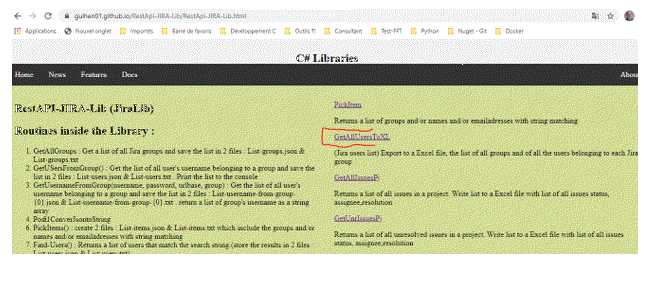 guihen01.github.io/RestApi-JIRA-Lib/RestApi-JIRA-Lib.html
Applications Nouvel onglet Importés Barre de favoris Développement C Outils TI Consultant Test-FFT Python Nuget - Git Docker
C# Libraries
Home News Features Docs Abou
RestAPI-JIRA-Lib (JiraLib)
Routines inside the Library :
1. GetAllGroups : Get a list of all Jira groups and save the list in 2 files : List-groups.json &
List-groups.txt
2. GetUSersFromGroup() : Get the list of all user's username belonging to a group and save the
list in 2 files : List-users.json & List-users.txt . Print the list to the console
3. GetUsernameFromGroup(username, password, urlbase, group) : Get the list of all user's
username belonging to a group and save the list in 2 files : List-username-from-group-
{0}.json & List-username-from-group-{0}.txt . return a list of group's username as a string
array
4. Post1ConverJsontoString
5. PickItems() : create 2 files : List-items.json & List-items.txt which include the groups and/or
names and/or emailadresses with string matching
6.
7. Find-Users() : Returns a list of users that match the search string (store the results in 2 files
List-users.json & List-users.txt)
PickItem
Returns a list of groups and/or names and/or emailadresses with string matching
GetAllUsersToXL
(Jira users list) Export to a Excel file, the list of all groups and of all the users belonging to each Jira
group
GetAllIssuesPj
Returns a list of all issues in a project. Write list to a Excel file with list of all issues status,
assignee,resolution
GetUnrIssuesPj
Returns a list of all unresolved issues in a project. Write list to a Excel file with list of all issues
status, assignee,resolution